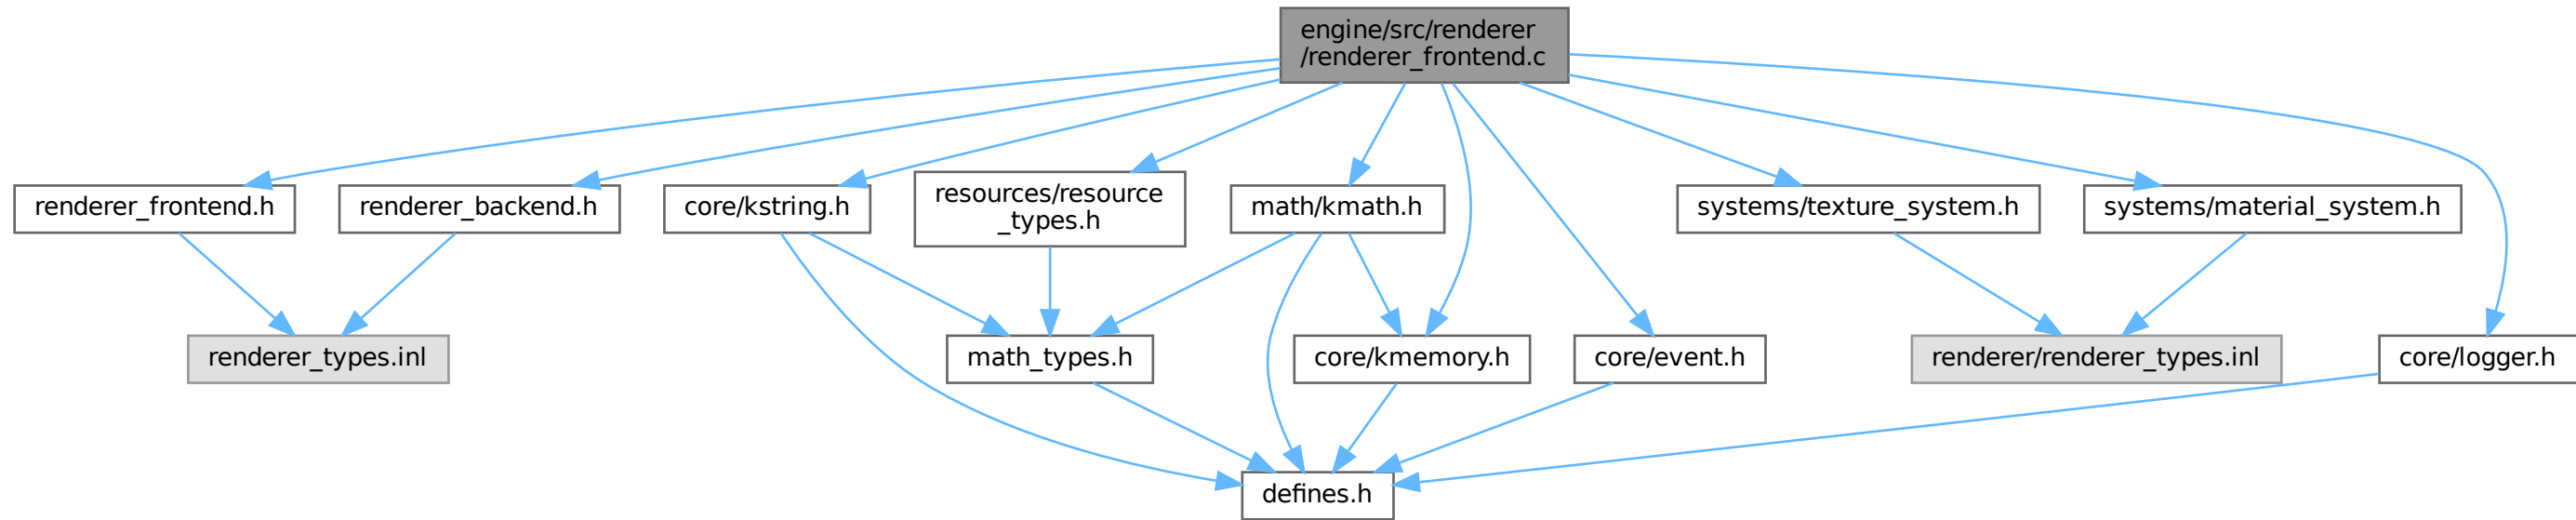 engine/src/renderer
/renderer_frontend.c
renderer_frontend.h
renderer_backend.h
core/kstring.h
resources/resource
_types.h
math/kmath.h
systems/texture_system.h
systems/material_system.h
renderer_types.inl
math_types.h
core/kmemory.h
core/event.h
renderer/renderer_types.inl
core/logger.h
defines.h